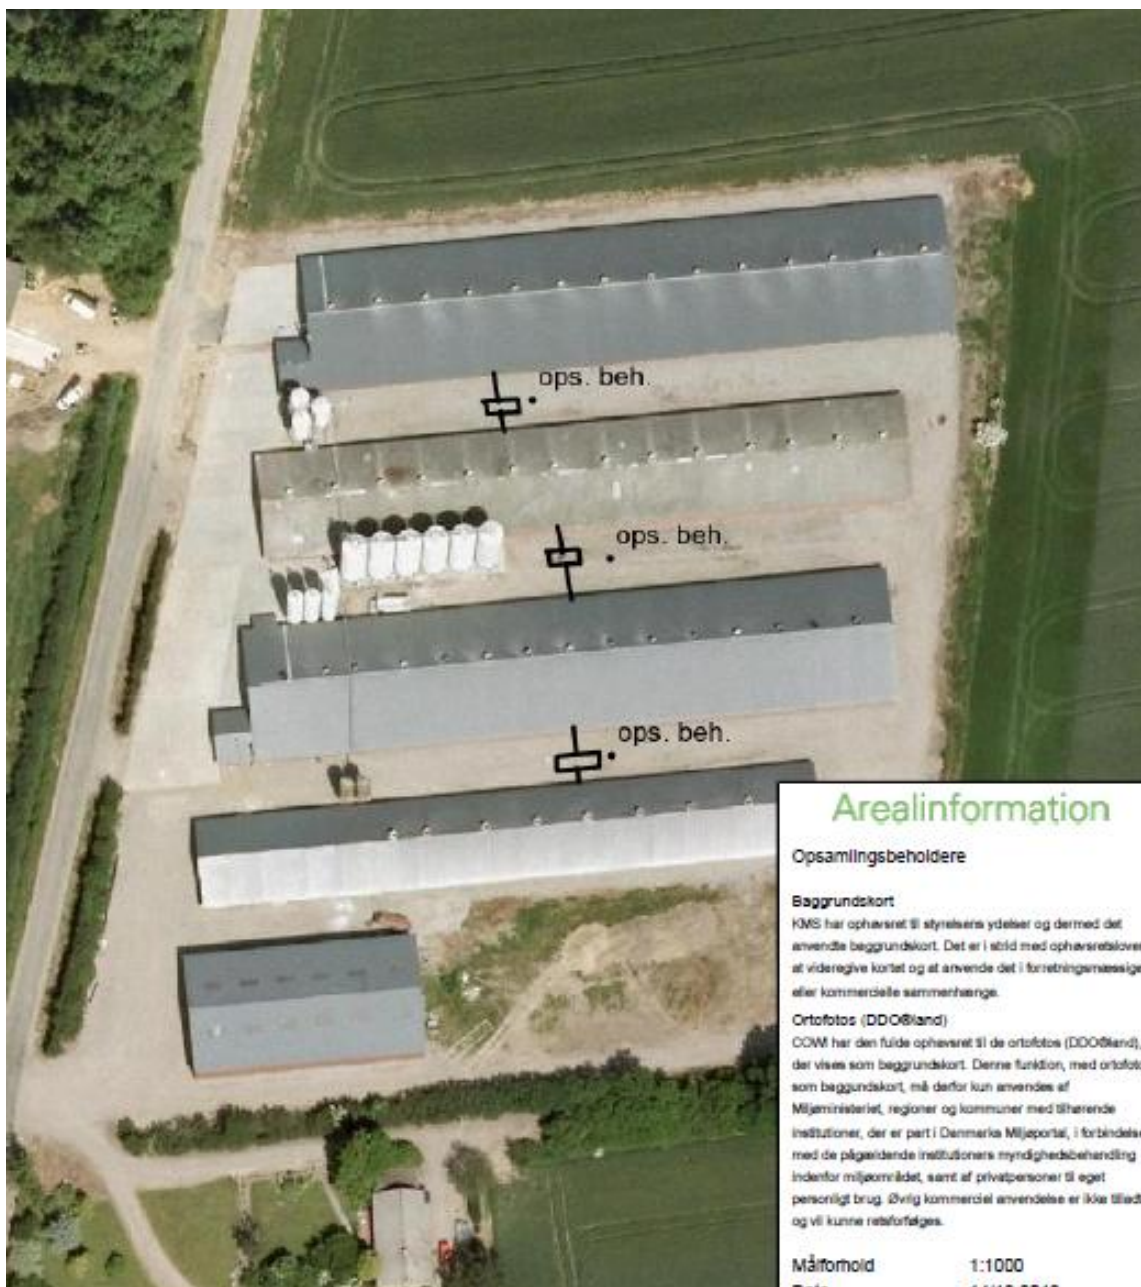 ops. beh.
ops. beh.
ops. beh.
Arealinformation
Opsamlingsbeholdere
Baggrundskort
KMS har ophavsret til styrelsens ydelser og dermed det
anvendte baggrundskort. Det er i strid med ophavsretsloven
at videregive kortet og at anvende det i forretningsmæssige
eller kommercielle sammenhænge.
Ortofotos (DDO®land)
COWI har den fulde ophavsret til de ortofotos (DDO®land),
der vises som baggrundskort. Denne funktion, med ortofoto
som baggundskort, må derfor kun anvendes af
Miljøministeriet, regioner og kommuner med tilhørende
institutioner, der er part i Danmarks Miljøportal, i forbindelse
med de pågældende institutioners myndighedsbehandling
indenfor miljøområdet, samt af privatpersoner til eget
personligt brug. Øvrig kommerciel anvendelse er ikke tilladt
og vil kunne retsforfølges.
Målforhold 1:1000